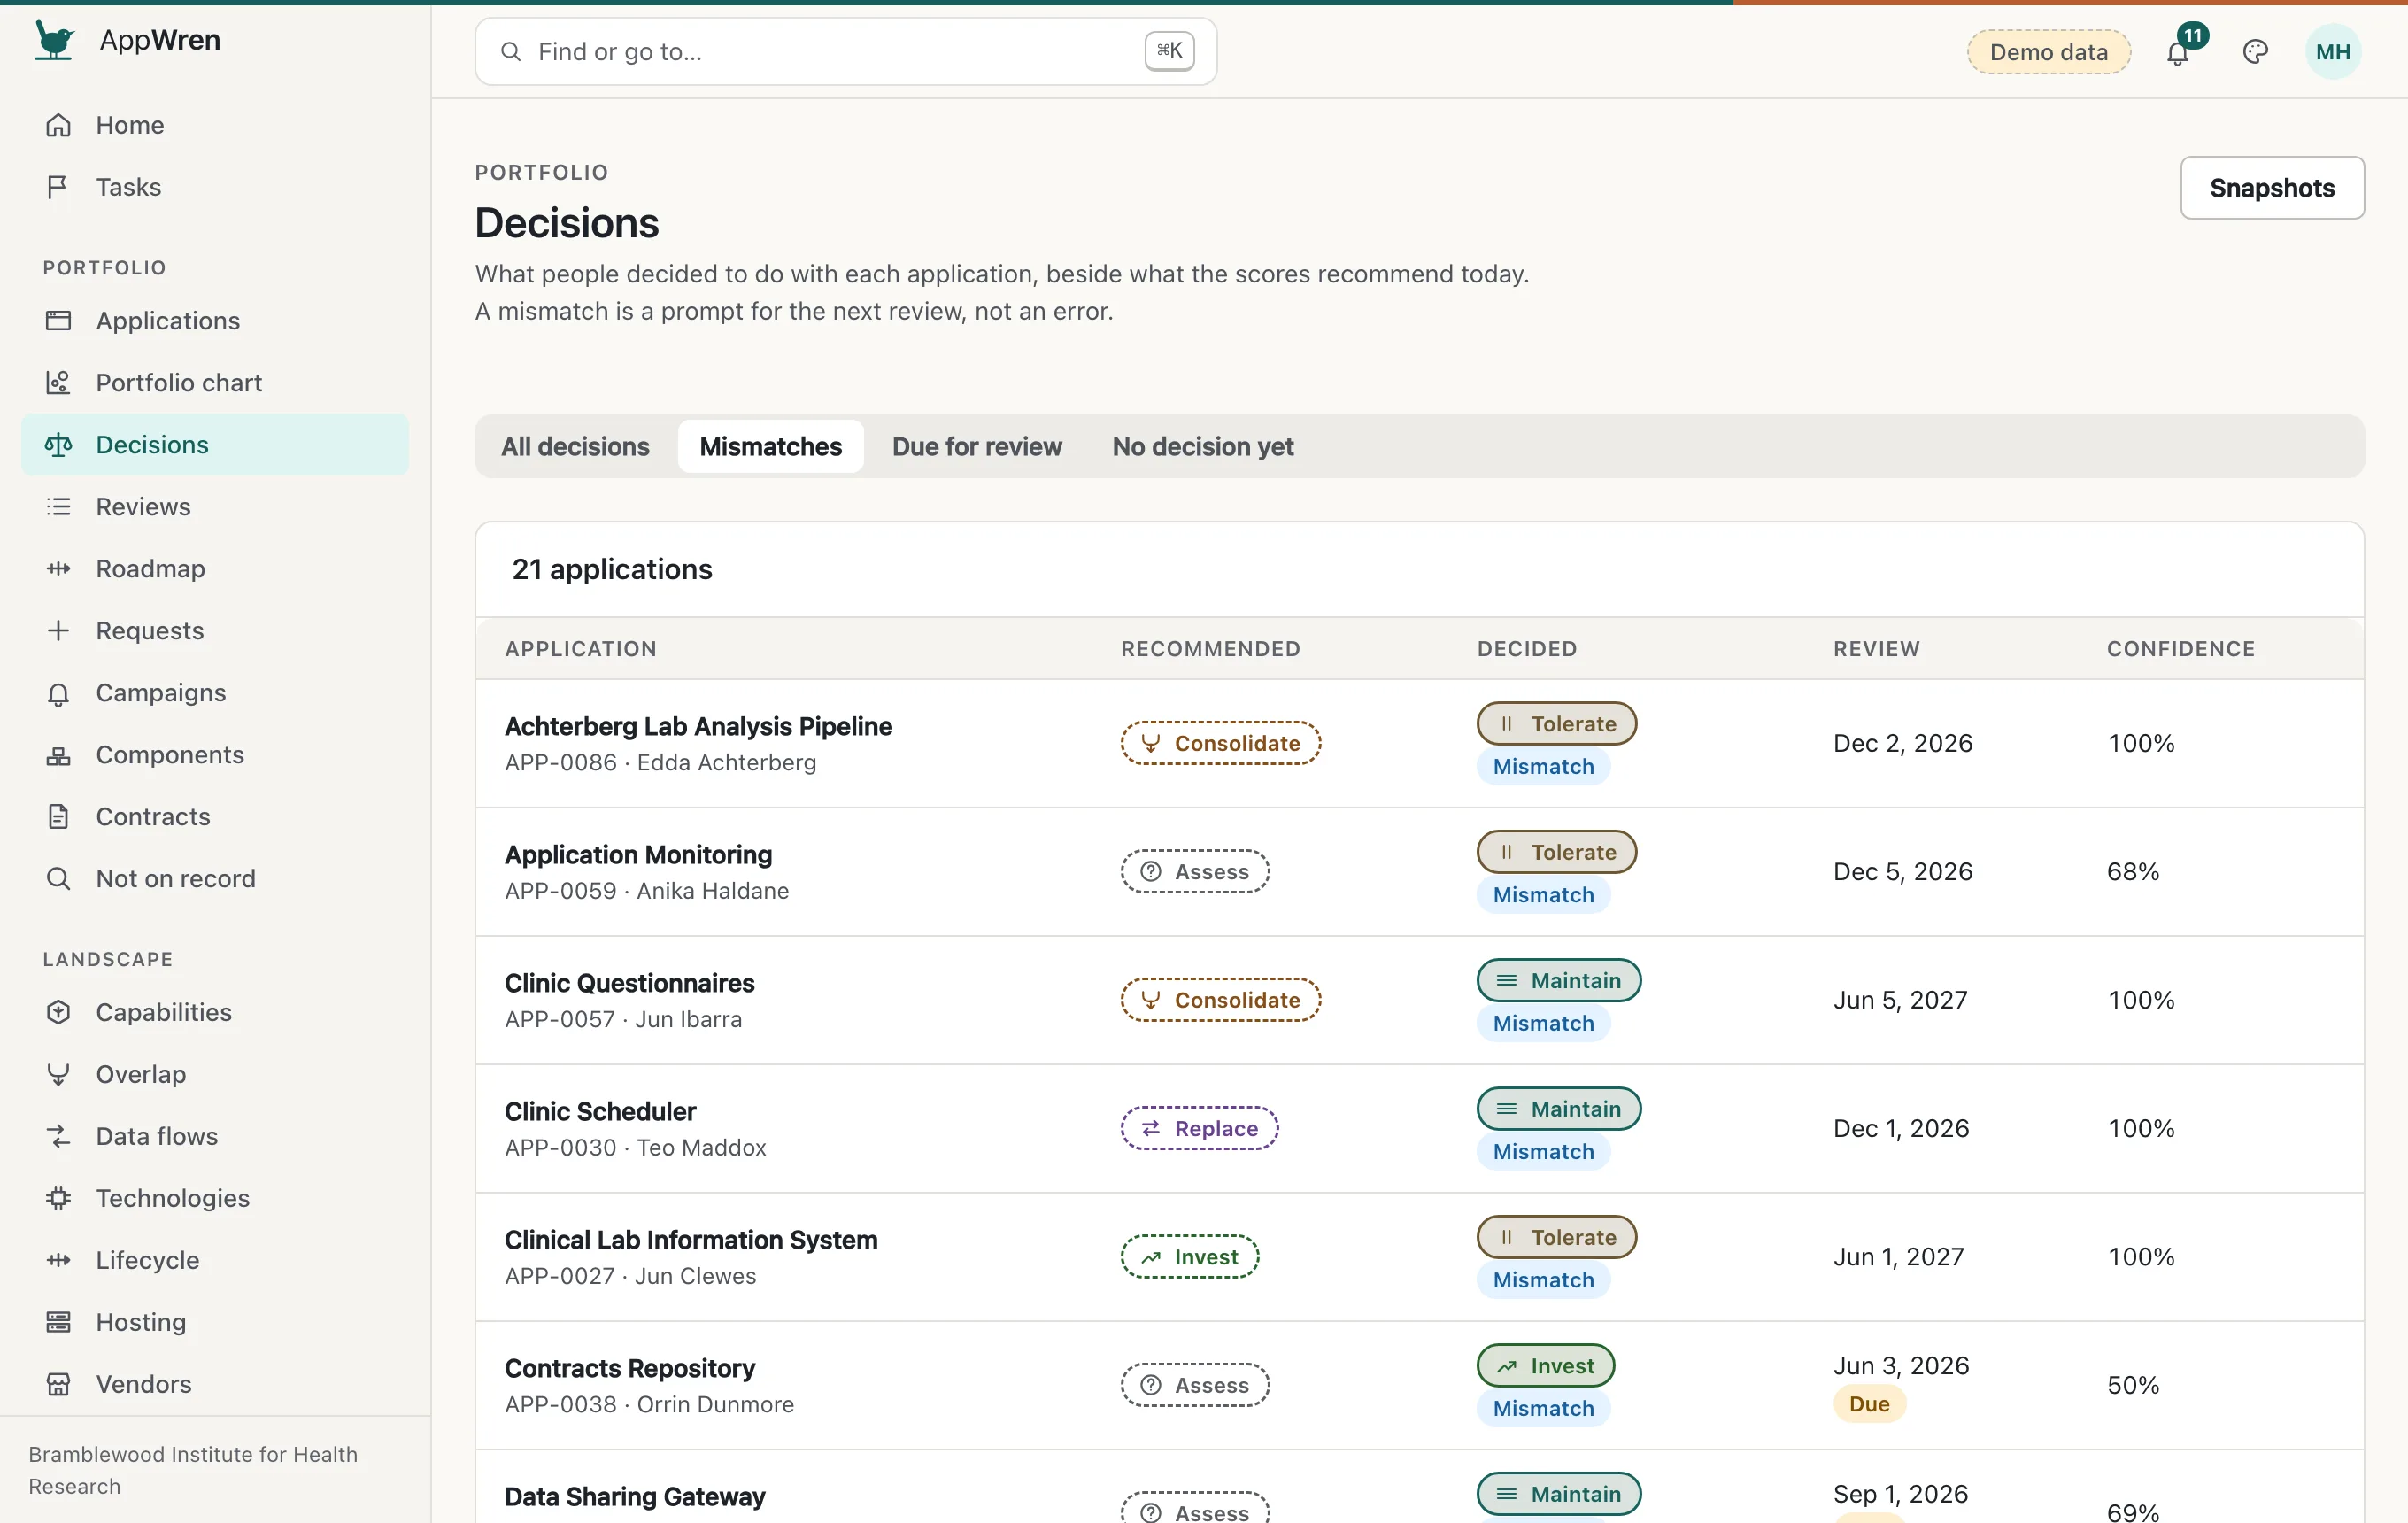 AppWren
Find or go to...
⌘K
Demo data
11
MH
Home
Tasks
PORTFOLIO
Applications
Portfolio chart
Decisions
Reviews
Roadmap
Requests
Campaigns
Components
Contracts
Not on record
LANDSCAPE
Capabilities
Overlap
Data flows
Technologies
Lifecycle
Hosting
Vendors
Bramblewood Institute for Health
Research
PORTFOLIO
Decisions
What people decided to do with each application, beside what the scores recommend today.
A mismatch is a prompt for the next review, not an error.
Snapshots
All decisions Mismatches Due for review No decision yet
21 applications
APPLICATION RECOMMENDED DECIDED REVIEW CONFIDENCE
Achterberg Lab Analysis Pipeline
APP-0086 · Edda Achterberg
Consolidate
Tolerate
Mismatch
Dec 2, 2026
100%
Application Monitoring
APP-0059 · Anika Haldane
Assess
Tolerate
Mismatch
Dec 5, 2026
68%
Clinic Questionnaires
APP-0057 · Jun Ibarra
Consolidate
Maintain
Mismatch
Jun 5, 2027
100%
Clinic Scheduler
APP-0030 · Teo Maddox
Replace
Maintain
Mismatch
Dec 1, 2026
100%
Clinical Lab Information System
APP-0027 · Jun Clewes
Invest
Tolerate
Mismatch
Jun 1, 2027
100%
Contracts Repository
APP-0038 · Orrin Dunmore
Assess
Invest
Mismatch
Jun 3, 2026
Due
50%
Data Sharing Gateway
Assess
Maintain
Sep 1, 2026
69%